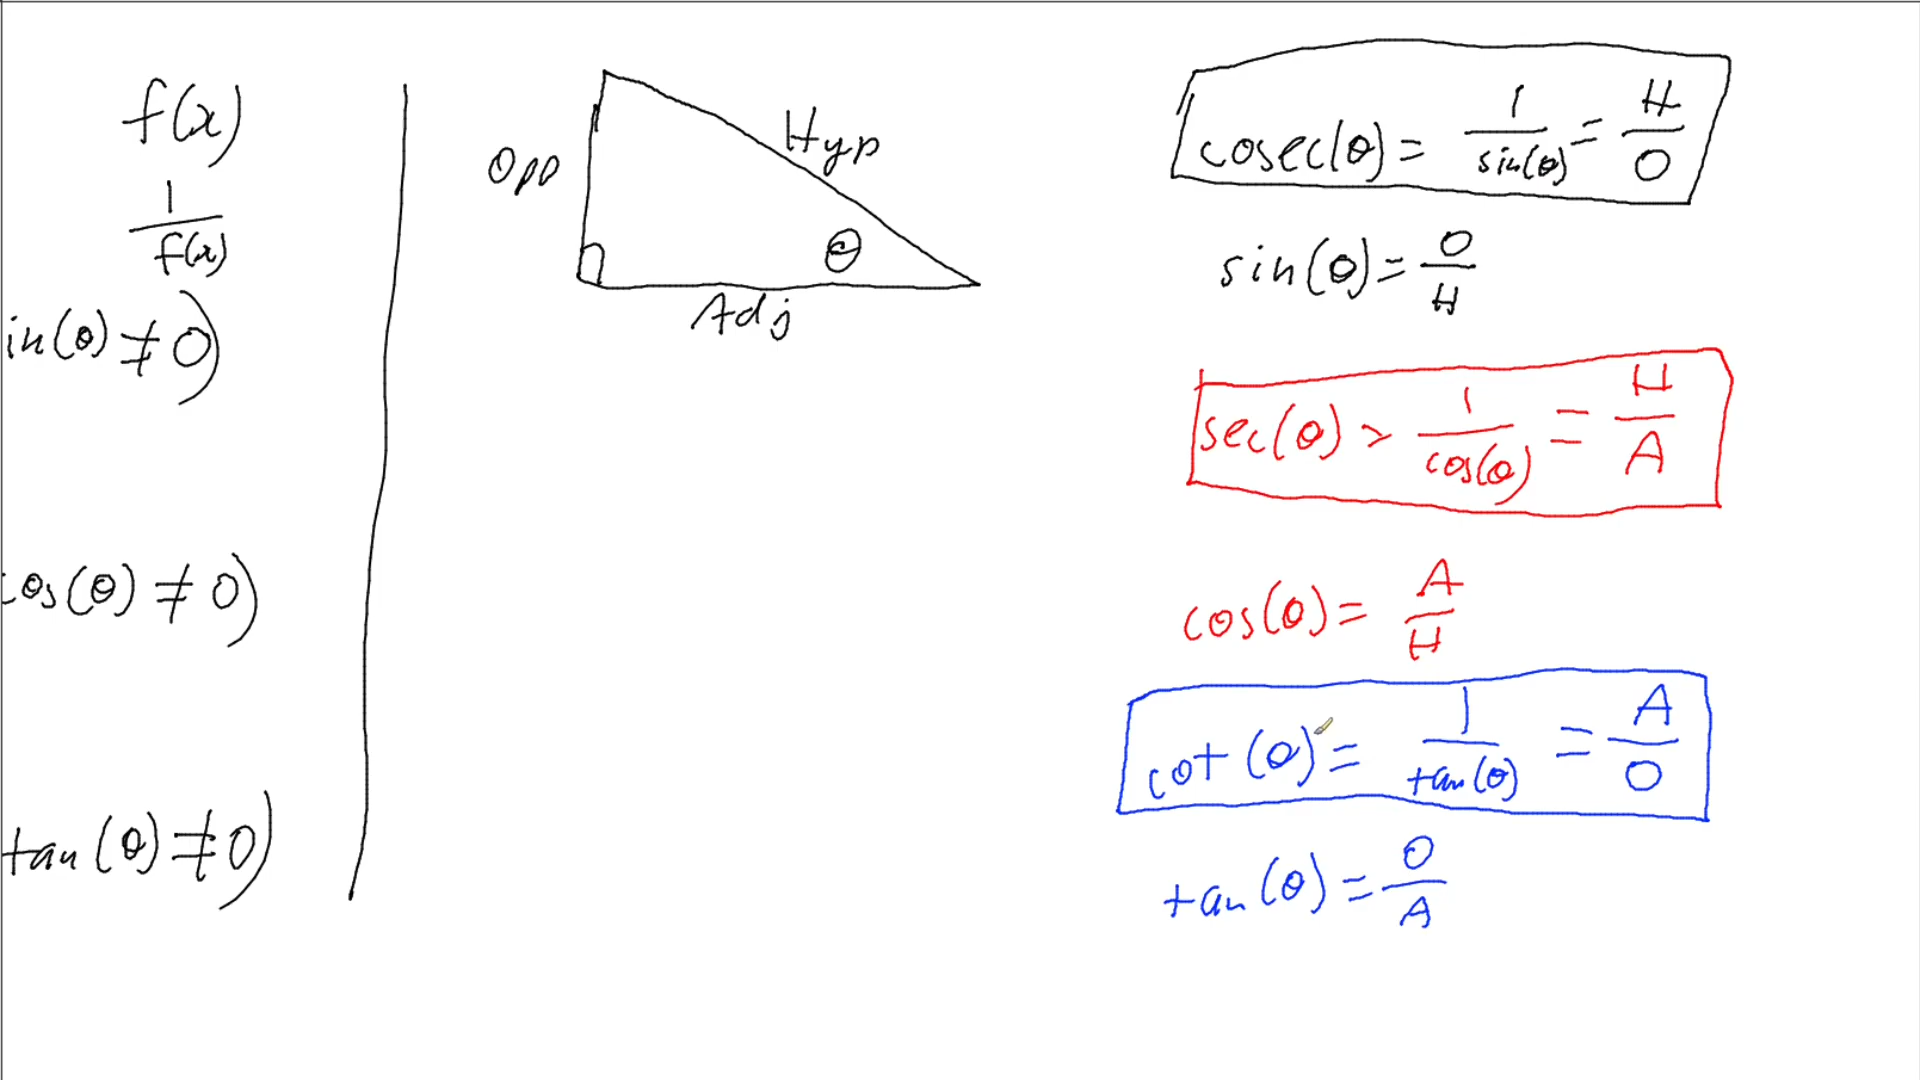 f(x)
1/f(x)
in(θ) ≠ 0)
cos(θ) ≠ 0)
tan(θ) ≠ 0)
Opp
Hyp
θ
Adj
cosec(θ) = 1/sin(θ) = H/O
sin(θ) = O/H
sec(θ) = 1/cos(θ) = H/A
cos(θ) = A/H
cot(θ) = 1/tan(θ) = A/O
tan(θ) = O/A